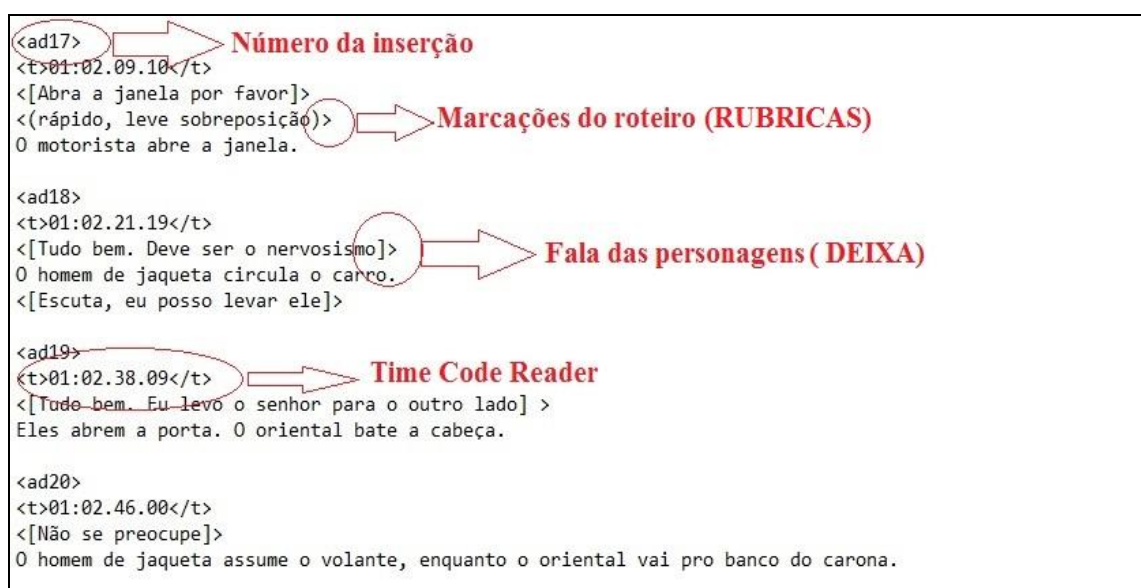 <ad17> Número da inserção
<t>01:02.09.10</t>
<[Abra a janela por favor]>
<(rápido, leve sobreposição)> Marcações do roteiro (RUBRICAS)
O motorista abre a janela.
<ad18>
<t>01:02.21.19</t>
<[Tudo bem. Deve ser o nervosismo]> Fala das personagens ( DEIXA)
O homem de jaqueta circula o carro.
<[Escuta, eu posso levar ele]>
<ad19>
<t>01:02.38.09</t> Time Code Reader
<[Tudo bem. Eu levo o senhor para o outro lado] >
Eles abrem a porta. O oriental bate a cabeça.
<ad20>
<t>01:02.46.00</t>
<[Não se preocupe]>
O homem de jaqueta assume o volante, enquanto o oriental vai pro banco do carona.